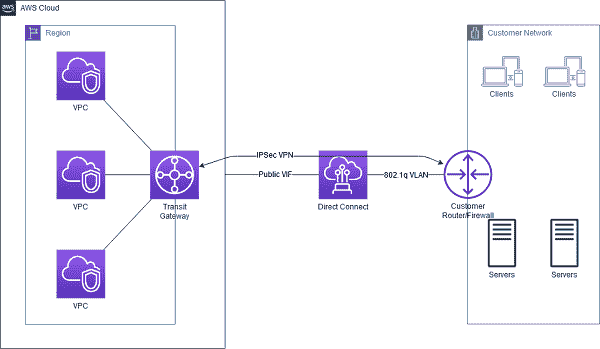 aws
AWS Cloud
Region
VPC
VPC
VPC
Transit
Gateway
IPSec VPN
Public VIF
Direct Connect
802.1q VLAN
Customer Network
Clients
Clients
Customer
Router/Firewall
Servers
Servers